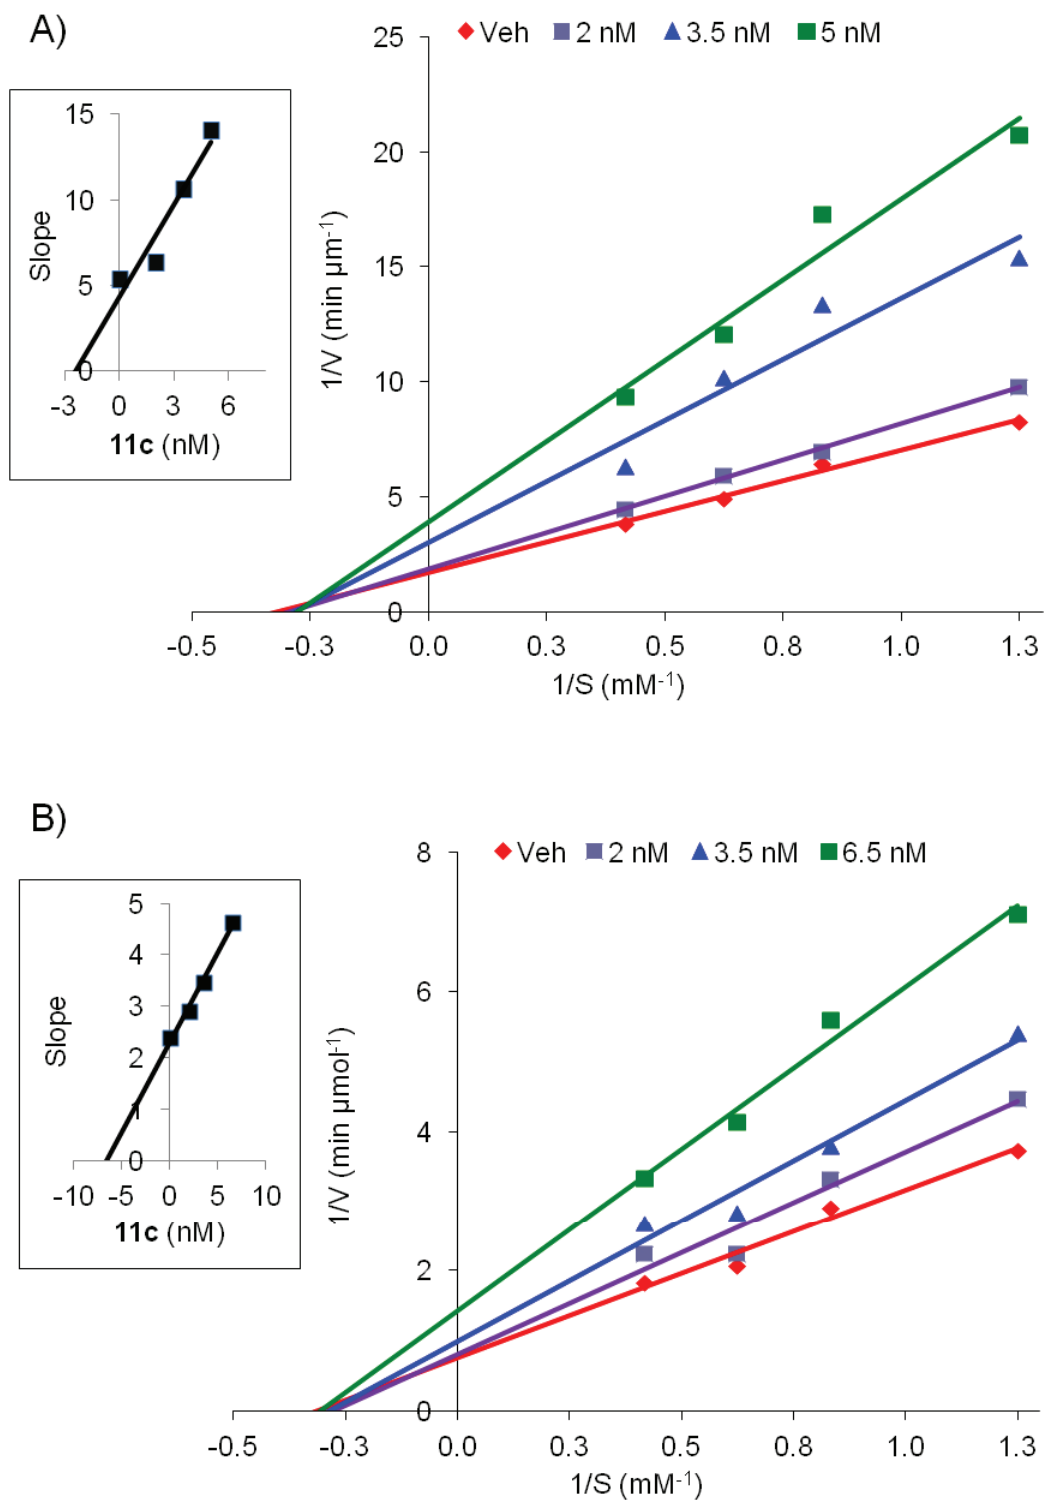 A)
Veh 2 nM 3.5 nM 5 nM
25
20
15
10
5
0
1/V (min µm⁻¹)
-0.5 -0.3 0.0 0.3 0.5 0.8 1.0 1.3
1/S (mM⁻¹)
15
10
5
0
Slope
-3 0 3 6
11c (nM)
B)
Veh 2 nM 3.5 nM 6.5 nM
8
6
4
2
0
1/V (min µmol⁻¹)
-0.5 -0.3 0.0 0.3 0.5 0.8 1.0 1.3
1/S (mM⁻¹)
5
4
3
2
1
0
Slope
-10 -5 0 5 10
11c (nM)